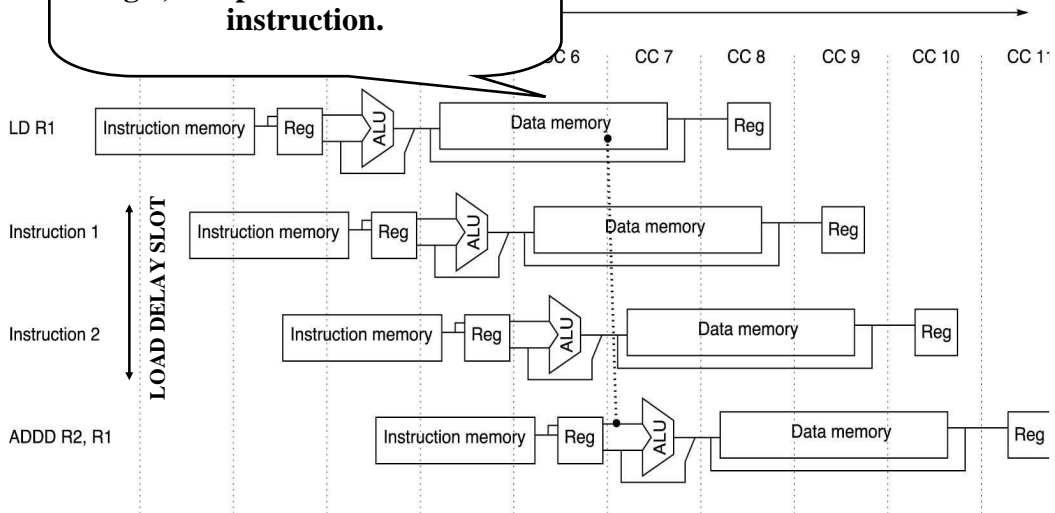 instruction.
CC 6 CC 7 CC 8 CC 9 CC 10 CC 11
LD R1
Instruction memory Reg ALU Data memory Reg
Instruction 1
Instruction memory Reg ALU Data memory Reg
LOAD DELAY SLOT
Instruction 2
Instruction memory Reg ALU Data memory Reg
ADDD R2, R1
Instruction memory Reg ALU Data memory Reg